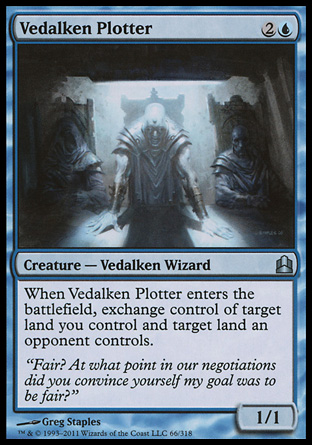 Vedalken Plotter 2
Creature — Vedalken Wizard
When Vedalken Plotter enters the
battlefield, exchange control of target
land you control and target land an
opponent controls.
“Fair? At what point in our negotiations
did you convince yourself my goal was to
be fair?”
Greg Staples
™ & © 1993–2011 Wizards of the Coast LLC 66/318
1/1